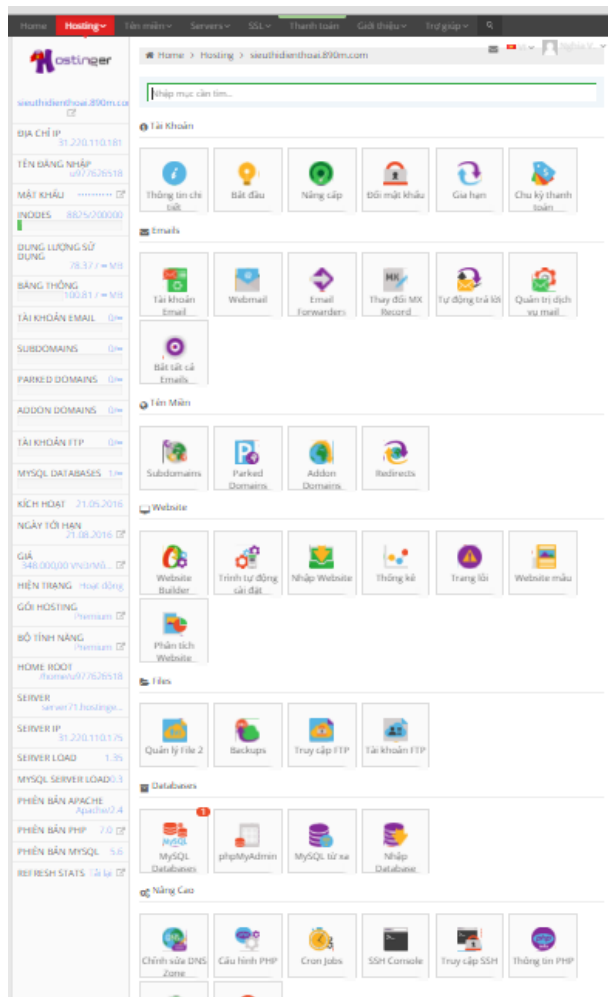 Home Hosting Tên miền Servers SSL Thanh toán Giới thiệu Trợ giúp
Hostinger
Home > Hosting > sieuthidienthoai.890m.com
Nhập mục cần tìm...
sieuthidienthoai.890m.co
ĐỊA CHỈ IP
31.220.110.181
TÊN ĐĂNG NHẬP
u977626518
MẬT KHẨU ··········
INODES 8825/200000
DUNG LƯỢNG SỬ
DỤNG
78.37 / ∞ MB
BĂNG THÔNG
100.81 / ∞ MB
TÀI KHOẢN EMAIL 0/∞
SUBDOMAINS 0/∞
PARKED DOMAINS 0/∞
ADDON DOMAINS 0/∞
TÀI KHOẢN FTP 0/∞
MYSQL DATABASES 1/∞
KÍCH HOẠT 21.05.2016
NGÀY TỚI HẠN
21.08.2016
GIÁ
348.000,00 VND/Mỗ...
HIỆN TRẠNG Hoạt động
GÓI HOSTING
Premium
BỘ TÍNH NĂNG
Premium
HOME ROOT
/home/u977626518
SERVER
server71.hostinge...
SERVER IP
31.220.110.175
SERVER LOAD 1.35
MYSQL SERVER LOAD 0.3
PHIÊN BẢN APACHE
Apache/2.4
PHIÊN BẢN PHP 7.0
PHIÊN BẢN MYSQL 5.6
REFRESH STATS Tải lại
Tài Khoản
Thông tin chi
tiết
Bắt đầu
Nâng cấp
Đổi mật khẩu
Gia hạn
Chu kỳ thanh
toán
Emails
Tài khoản
Email
Webmail
Email
Forwarders
MX
Thay đổi MX
Record
Tự động trả lời
Quản trị dịch
vụ mail
Bật tất cả
Emails
Tên Miền
Subdomains
Parked
Domains
Addon
Domains
Redirects
Website
Website
Builder
Trình tự động
cài đặt
Nhập Website
Thống kê
Trang lỗi
Website mẫu
Phân tích
Website
Files
Quản lý File 2
Backups
Truy cập FTP
Tài khoản FTP
Databases
1
MySQL
MySQL
Databases
phpMyAdmin
MySQL từ xa
Nhập
Database
Nâng Cao
Chỉnh sửa DNS
Zone
Cấu hình PHP
Cron Jobs
SSH Console
Truy cập SSH
Thông tin PHP